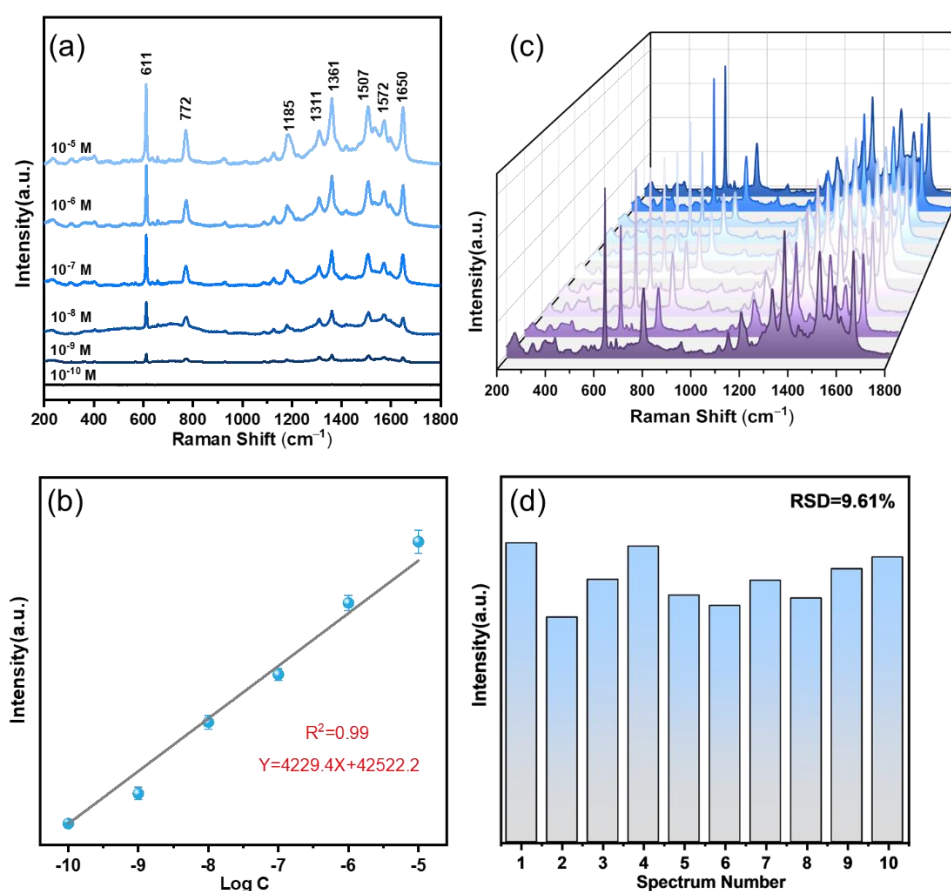 (a)
611
772
1185
1311
1361
1507
1572
1650
10⁻⁵ M
10⁻⁶ M
10⁻⁷ M
10⁻⁸ M
10⁻⁹ M
10⁻¹⁰ M
Intensity(a.u.)
200 400 600 800 1000 1200 1400 1600 1800
Raman Shift (cm⁻¹)
(c)
Intensity(a.u.)
200 400 600 800 1000 1200 1400 1600 1800
Raman Shift (cm⁻¹)
(b)
Intensity(a.u.)
R²=0.99
Y=4229.4X+42522.2
-10 -9 -8 -7 -6 -5
Log C
(d)
RSD=9.61%
Intensity(a.u.)
1 2 3 4 5 6 7 8 9 10
Spectrum Number